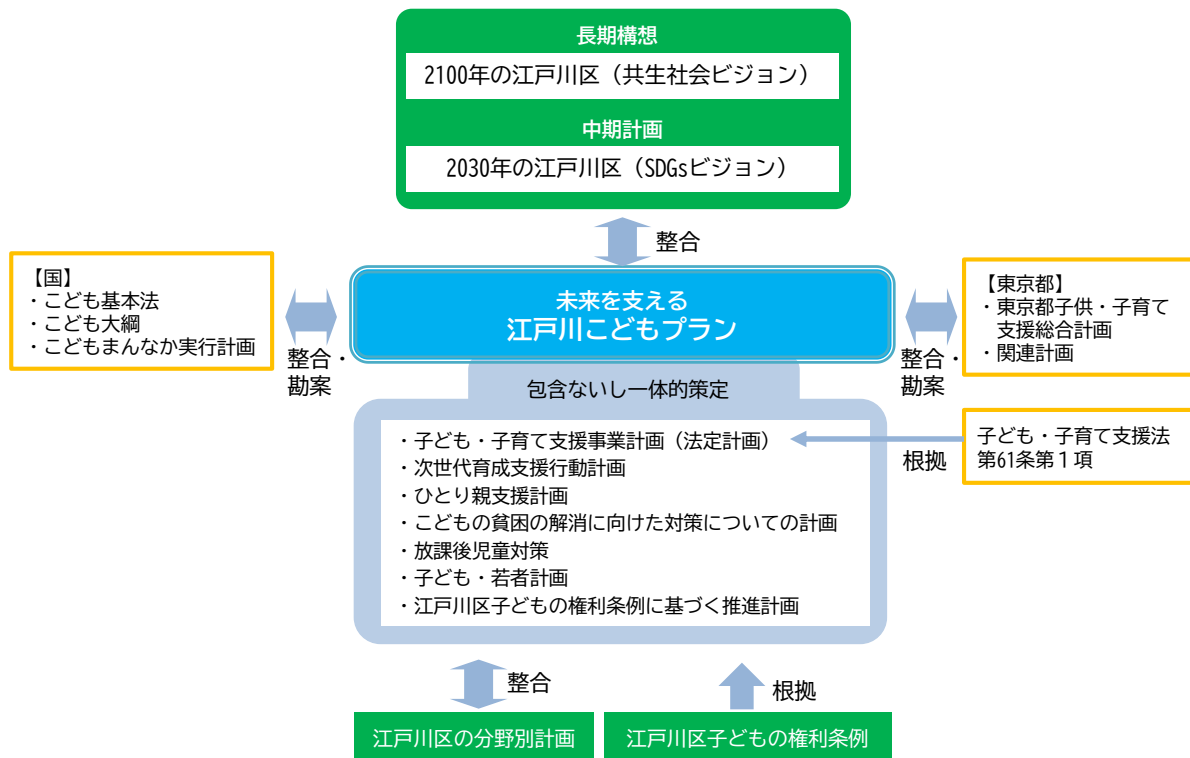 長期構想
2100年の江戸川区（共生社会ビジョン）
中期計画
2030年の江戸川区（SDGsビジョン）
整合
【国】
・こども基本法
・こども大綱
・こどもまんなか実行計画
整合・
勘案
未来を支える
江戸川こどもプラン
整合・
勘案
【東京都】
・東京都子供・子育て
支援総合計画
・関連計画
包含ないし一体的策定
・子ども・子育て支援事業計画（法定計画）
・次世代育成支援行動計画
・ひとり親支援計画
・こどもの貧困の解消に向けた対策についての計画
・放課後児童対策
・子ども・若者計画
・江戸川区子どもの権利条例に基づく推進計画
根拠
子ども・子育て支援法
第61条第１項
整合
根拠
江戸川区の分野別計画
江戸川区子どもの権利条例